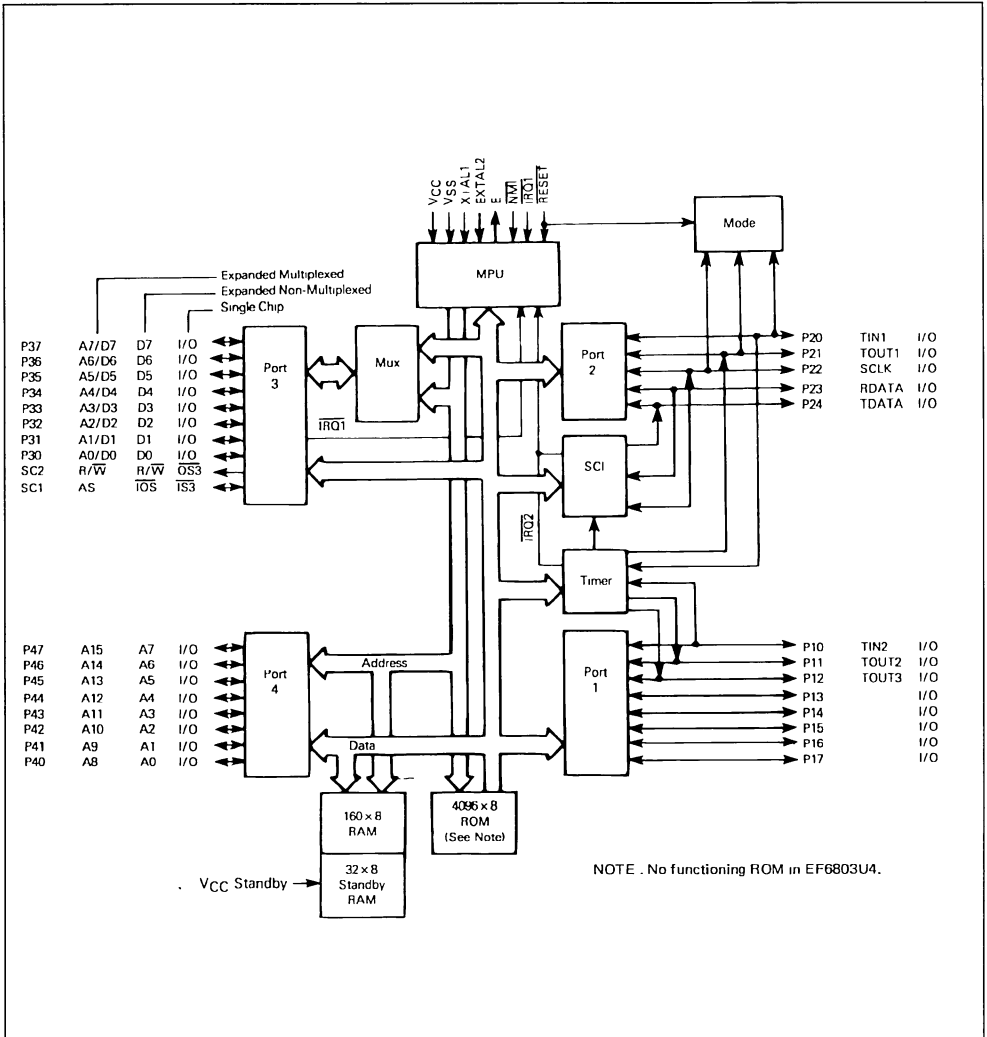 VCC
VSS
XTAL1
EXTAL2
E
NMI
IRQ1
RESET
Mode
MPU
Expanded Multiplexed
Expanded Non-Multiplexed
Single Chip
P37 A7/D7 D7 I/O
P36 A6/D6 D6 I/O
P35 A5/D5 D5 I/O
P34 A4/D4 D4 I/O
P33 A3/D3 D3 I/O
P32 A2/D2 D2 I/O
P31 A1/D1 D1 I/O
P30 A0/D0 D0 I/O
SC2 R/W R/W OS3
SC1 AS IOS IS3
Port
3
Mux
IRQ1
Port
2
P20 TIN1 I/O
P21 TOUT1 I/O
P22 SCLK I/O
P23 RDATA I/O
P24 TDATA I/O
SCI
IRQ2
Timer
P47 A15 A7 I/O
P46 A14 A6 I/O
P45 A13 A5 I/O
P44 A12 A4 I/O
P43 A11 A3 I/O
P42 A10 A2 I/O
P41 A9 A1 I/O
P40 A8 A0 I/O
Port
4
Address
Data
Port
1
P10 TIN2 I/O
P11 TOUT2 I/O
P12 TOUT3 I/O
P13 I/O
P14 I/O
P15 I/O
P16 I/O
P17 I/O
160 x 8
RAM
32 x 8
Standby
RAM
VCC Standby
4096 x 8
ROM
(See Note)
NOTE . No functioning ROM in EF6803U4.